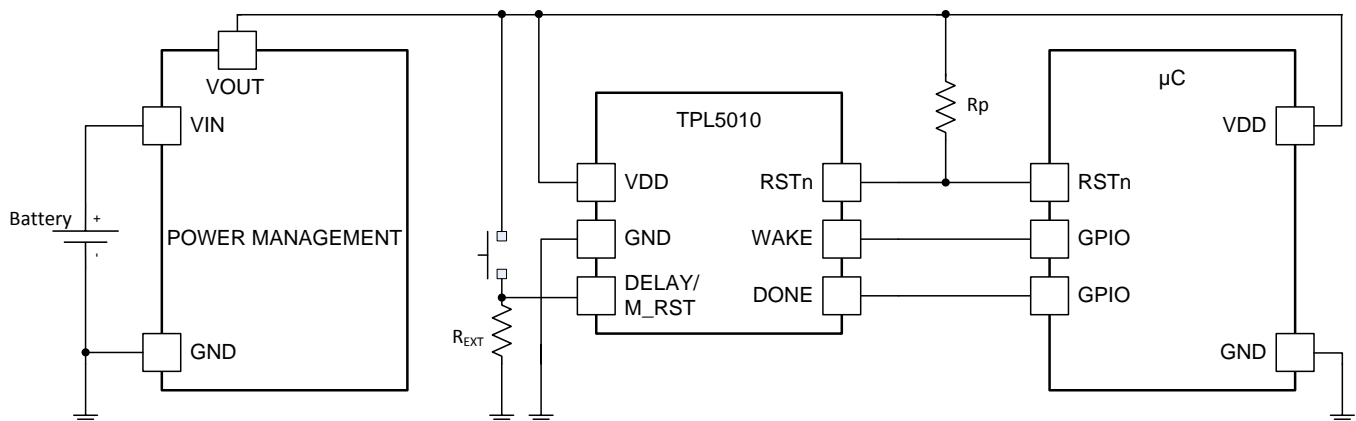 VOUT
VIN
Battery
+
-
POWER MANAGEMENT
GND
R_EXT
TPL5010
VDD
GND
DELAY/
M_RST
RSTn
WAKE
DONE
Rp
µC
VDD
RSTn
GPIO
GPIO
GND